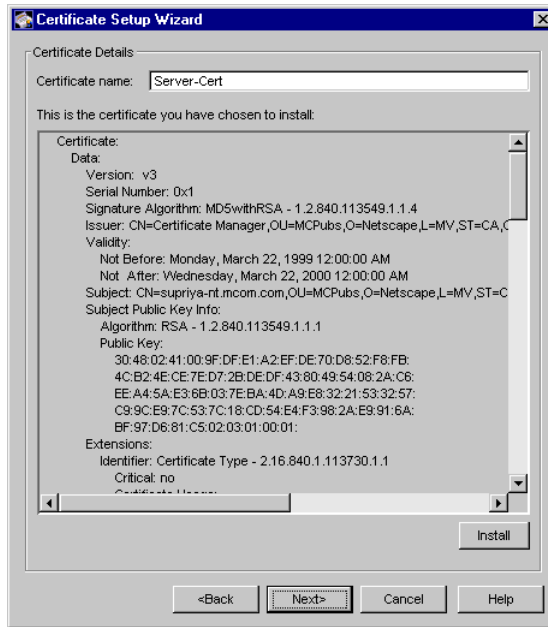 Certificate Setup Wizard
Certificate Details
Certificate name: Server-Cert
This is the certificate you have chosen to install:
Certificate:
Data:
Version: v3
Serial Number: 0x1
Signature Algorithm: MD5withRSA - 1.2.840.113549.1.1.4
Issuer: CN=Certificate Manager,OU=MCPubs,O=Netscape,L=MV,ST=CA,C
Validity:
Not Before: Monday, March 22, 1999 12:00:00 AM
Not After: Wednesday, March 22, 2000 12:00:00 AM
Subject: CN=supriya-nt.mcom.com,OU=MCPubs,O=Netscape,L=MV,ST=C
Subject Public Key Info:
Algorithm: RSA - 1.2.840.113549.1.1.1
Public Key:
30:48:02:41:00:9F:DF:E1:A2:EF:DE:70:D8:52:F8:FB:
4C:B2:4E:CE:7E:D7:2B:DE:DF:43:80:49:54:08:2A:C6:
EE:A4:5A:E3:6B:03:7E:BA:4D:A9:E8:32:21:53:32:57:
C9:9C:E9:7C:53:7C:18:CD:54:E4:F3:98:2A:E9:91:6A:
BF:97:D6:81:C5:02:03:01:00:01:
Extensions:
Identifier: Certificate Type - 2.16.840.1.113730.1.1
Critical: no
Certificate Usage:
Install
<Back Next> Cancel Help